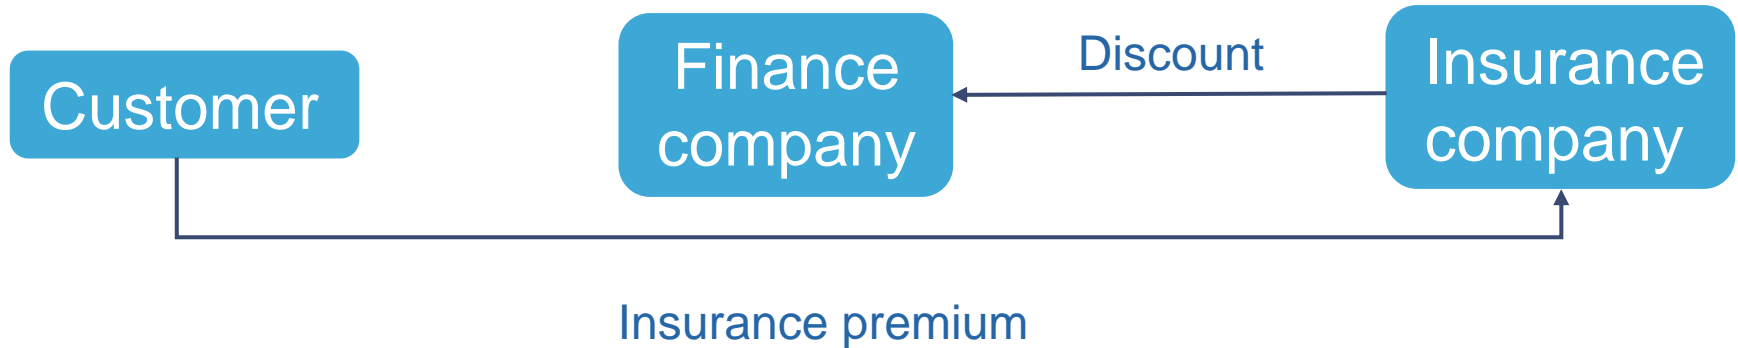 Customer
Finance
company
Discount
Insurance
company
Insurance premium